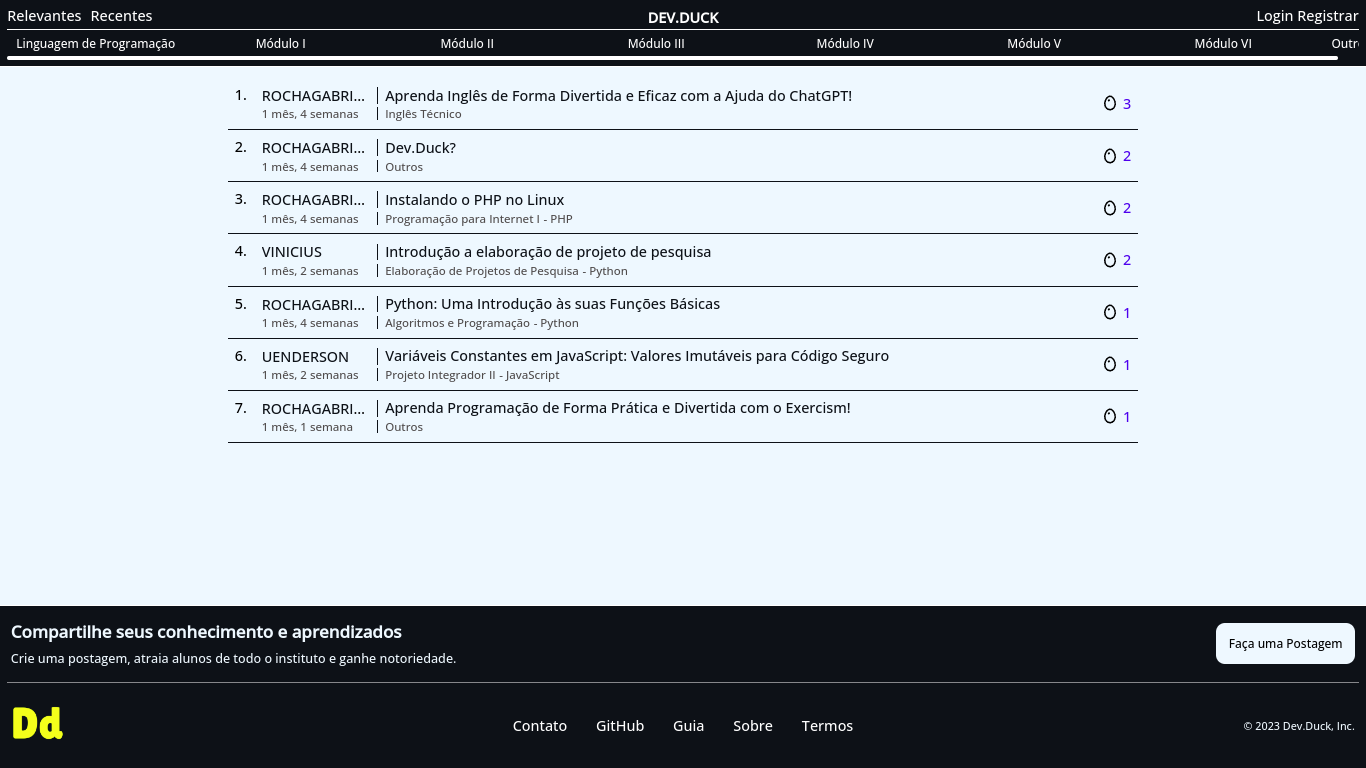 Relevantes Recentes
DEV.DUCK
Login Registrar
Linguagem de Programação Módulo I Módulo II Módulo III Módulo IV Módulo V Módulo VI Outr
1. ROCHAGABRI... Aprenda Inglês de Forma Divertida e Eficaz com a Ajuda do ChatGPT! 3
1 mês, 4 semanas Inglês Técnico
2. ROCHAGABRI... Dev.Duck? 2
1 mês, 4 semanas Outros
3. ROCHAGABRI... Instalando o PHP no Linux 2
1 mês, 4 semanas Programação para Internet I - PHP
4. VINICIUS Introdução a elaboração de projeto de pesquisa 2
1 mês, 2 semanas Elaboração de Projetos de Pesquisa - Python
5. ROCHAGABRI... Python: Uma Introdução às suas Funções Básicas 1
1 mês, 4 semanas Algoritmos e Programação - Python
6. UENDERSON Variáveis Constantes em JavaScript: Valores Imutáveis para Código Seguro 1
1 mês, 2 semanas Projeto Integrador II - JavaScript
7. ROCHAGABRI... Aprenda Programação de Forma Prática e Divertida com o Exercism! 1
1 mês, 1 semana Outros
Compartilhe seus conhecimento e aprendizados
Crie uma postagem, atraia alunos de todo o instituto e ganhe notoriedade.
Faça uma Postagem
Dd
Contato GitHub Guia Sobre Termos
© 2023 Dev.Duck, Inc.